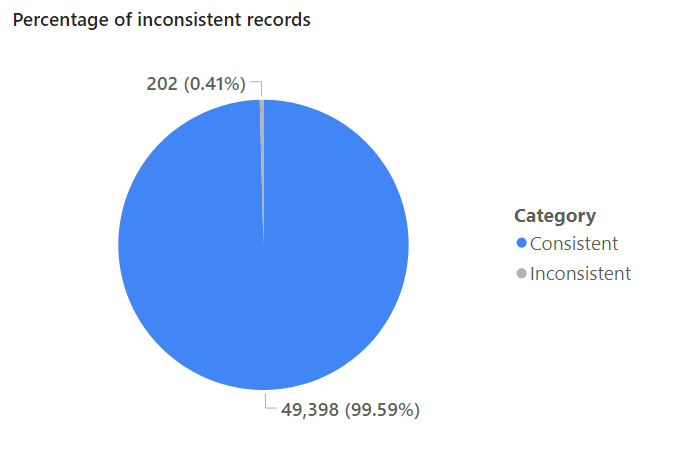 Percentage of inconsistent records
202 (0.41%)
Category
Consistent
Inconsistent
49,398 (99.59%)